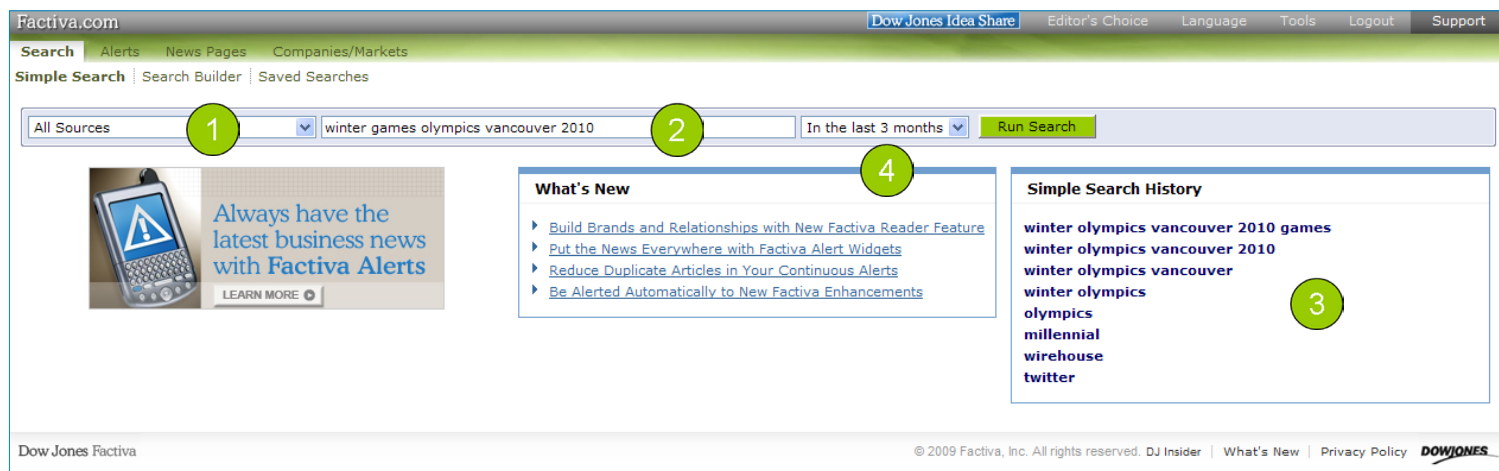 Factiva.com
Dow Jones Idea Share Editor's Choice Language Tools Logout Support
Search Alerts News Pages Companies/Markets
Simple Search Search Builder Saved Searches
All Sources 1 winter games olympics vancouver 2010 2 In the last 3 months Run Search
4
Always have the
latest business news
with Factiva Alerts
LEARN MORE
What's New
Build Brands and Relationships with New Factiva Reader Feature
Put the News Everywhere with Factiva Alert Widgets
Reduce Duplicate Articles in Your Continuous Alerts
Be Alerted Automatically to New Factiva Enhancements
Simple Search History
winter olympics vancouver 2010 games
winter olympics vancouver 2010
winter olympics vancouver
winter olympics
3
olympics
millennial
wirehouse
twitter
Dow Jones Factiva
© 2009 Factiva, Inc. All rights reserved. DJ Insider What's New Privacy Policy DOWJONES